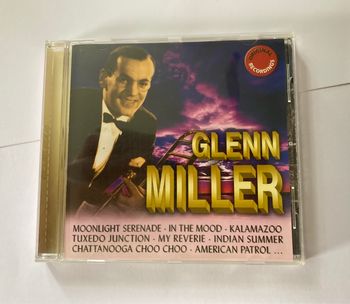 ORIGINAL
RECORDINGS
GLENN
MILLER
MOONLIGHT SERENADE · IN THE MOOD · KALAMAZOO
TUXEDO JUNCTION · MY REVERIE · INDIAN SUMMER
CHATTANOOGA CHOO CHOO · AMERICAN PATROL ...